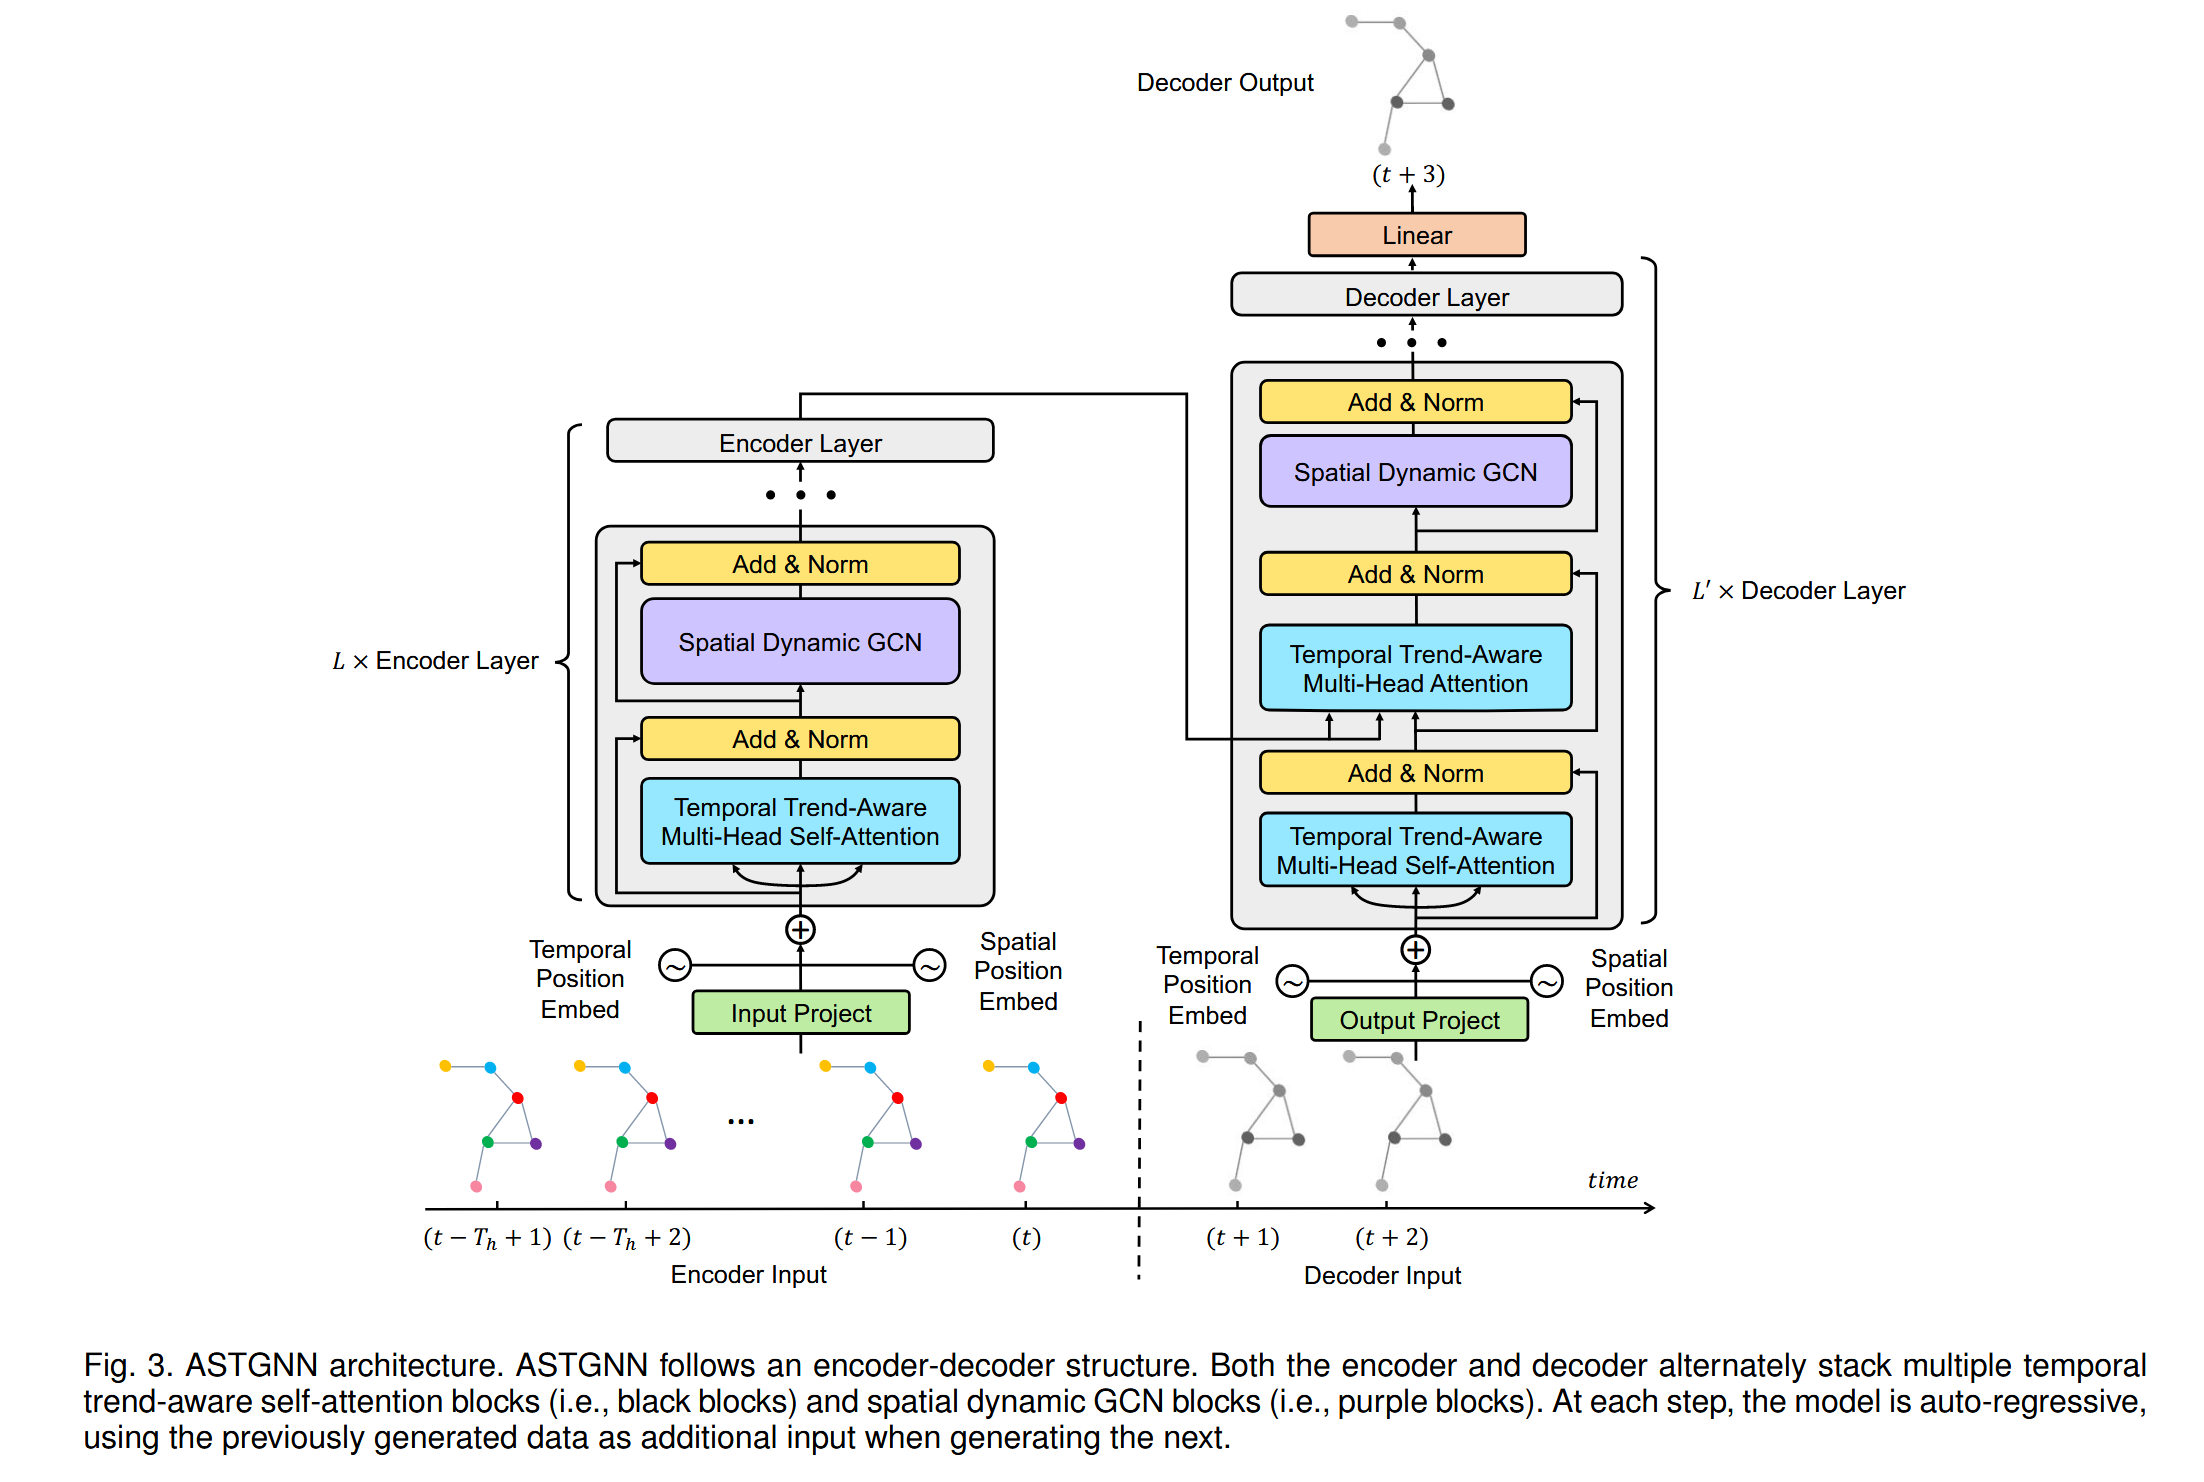 Decoder Output
(t + 3)
Linear
Decoder Layer
Add & Norm
Spatial Dynamic GCN
Add & Norm
Temporal Trend-Aware
Multi-Head Attention
Add & Norm
Temporal Trend-Aware
Multi-Head Self-Attention
L′ × Decoder Layer
Encoder Layer
Add & Norm
Spatial Dynamic GCN
Add & Norm
Temporal Trend-Aware
Multi-Head Self-Attention
L × Encoder Layer
Temporal
Position
Embed
Spatial
Position
Embed
Input Project
Temporal
Position
Embed
Spatial
Position
Embed
Output Project
...
time
(t − Tₕ + 1) (t − Tₕ + 2) (t − 1) (t) (t + 1) (t + 2)
Encoder Input
Decoder Input
Fig. 3. ASTGNN architecture. ASTGNN follows an encoder-decoder structure. Both the encoder and decoder alternately stack multiple temporal
trend-aware self-attention blocks (i.e., black blocks) and spatial dynamic GCN blocks (i.e., purple blocks). At each step, the model is auto-regressive,
using the previously generated data as additional input when generating the next.